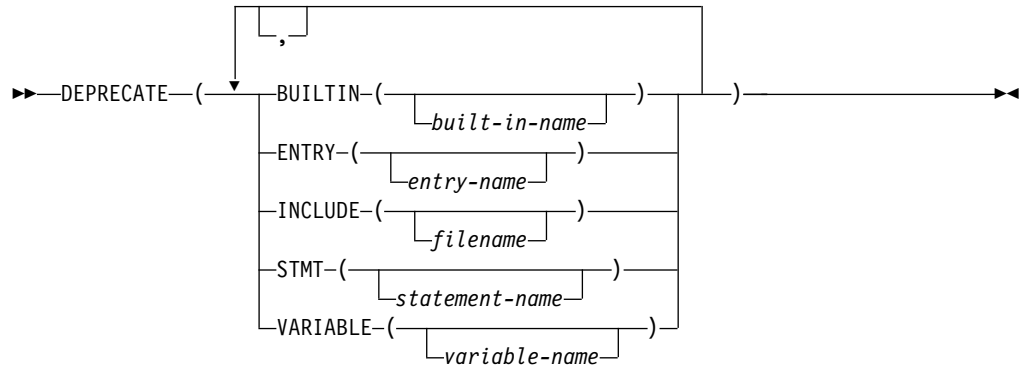 ,
DEPRECATE ( BUILTIN ( ) )
built-in-name
ENTRY ( )
entry-name
INCLUDE ( )
filename
STMT ( )
statement-name
VARIABLE ( )
variable-name